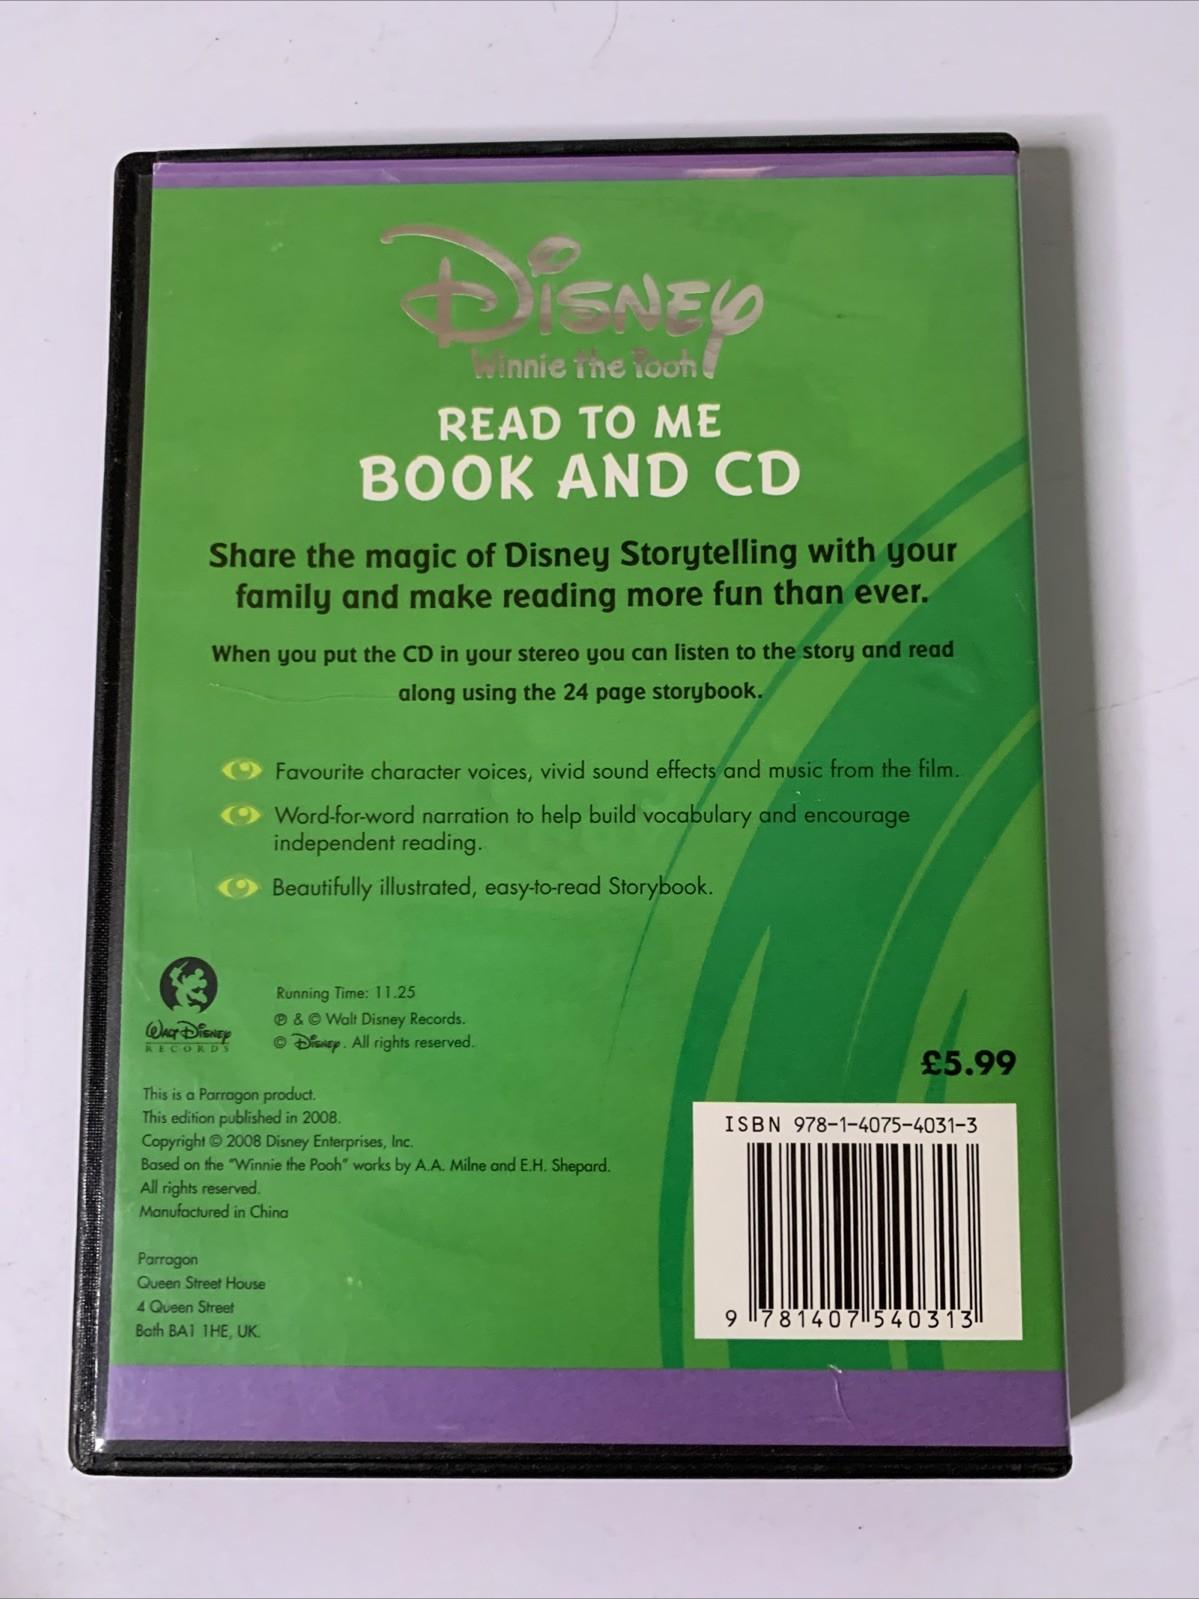 Disney
Winnie the Pooh
READ TO ME
BOOK AND CD
Share the magic of Disney Storytelling with your
family and make reading more fun than ever.
When you put the CD in your stereo you can listen to the story and read
along using the 24 page storybook.
Favourite character voices, vivid sound effects and music from the film.
Word-for-word narration to help build vocabulary and encourage
independent reading.
Beautifully illustrated, easy-to-read Storybook.
WALT DISNEY
RECORDS
Running Time: 11.25
℗ & © Walt Disney Records.
© Disney. All rights reserved.
£5.99
This is a Parragon product.
This edition published in 2008.
Copyright © 2008 Disney Enterprises, Inc.
Based on the "Winnie the Pooh" works by A.A. Milne and E.H. Shepard.
All rights reserved.
Manufactured in China
Parragon
Queen Street House
4 Queen Street
Bath BA1 1HE, UK.
ISBN 978-1-4075-4031-3
9 781407 540313